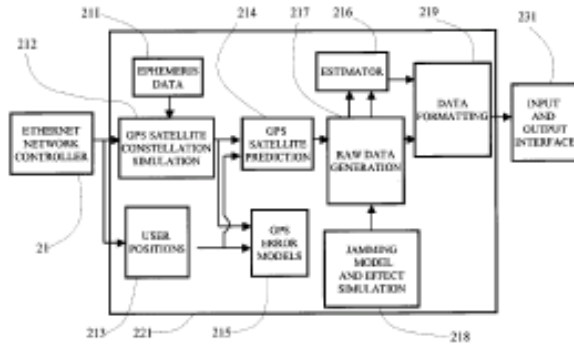 211
214
217
216
219
231
212
EPHEMERIS
DATA
ESTIMATOR
DATA
FORMATTING
INPUT
AND
OUTPUT
INTERFACE
ETHERNET
NETWORK
CONTROLLER
GPS SATELLITE
CONSTELLATION
SIMULATION
GPS
SATELLITE
PREDICTION
RAW DATA
GENERATION
USER
POSITIONS
GPS
ERROR
MODELS
JAMMING
MODEL
AND EFFECT
SIMULATION
21
213
221
215
218